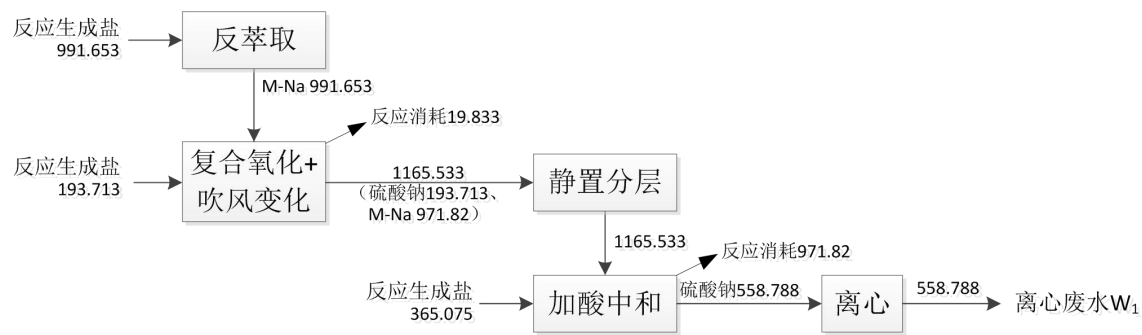 反应生成盐
991.653
反萃取
M-Na 991.653
反应消耗19.833
反应生成盐
193.713
复合氧化+
吹风变化
1165.533
（硫酸钠193.713、
M-Na 971.82）
静置分层
1165.533
反应消耗971.82
反应生成盐
365.075
加酸中和
硫酸钠558.788
离心
558.788
离心废水W₁